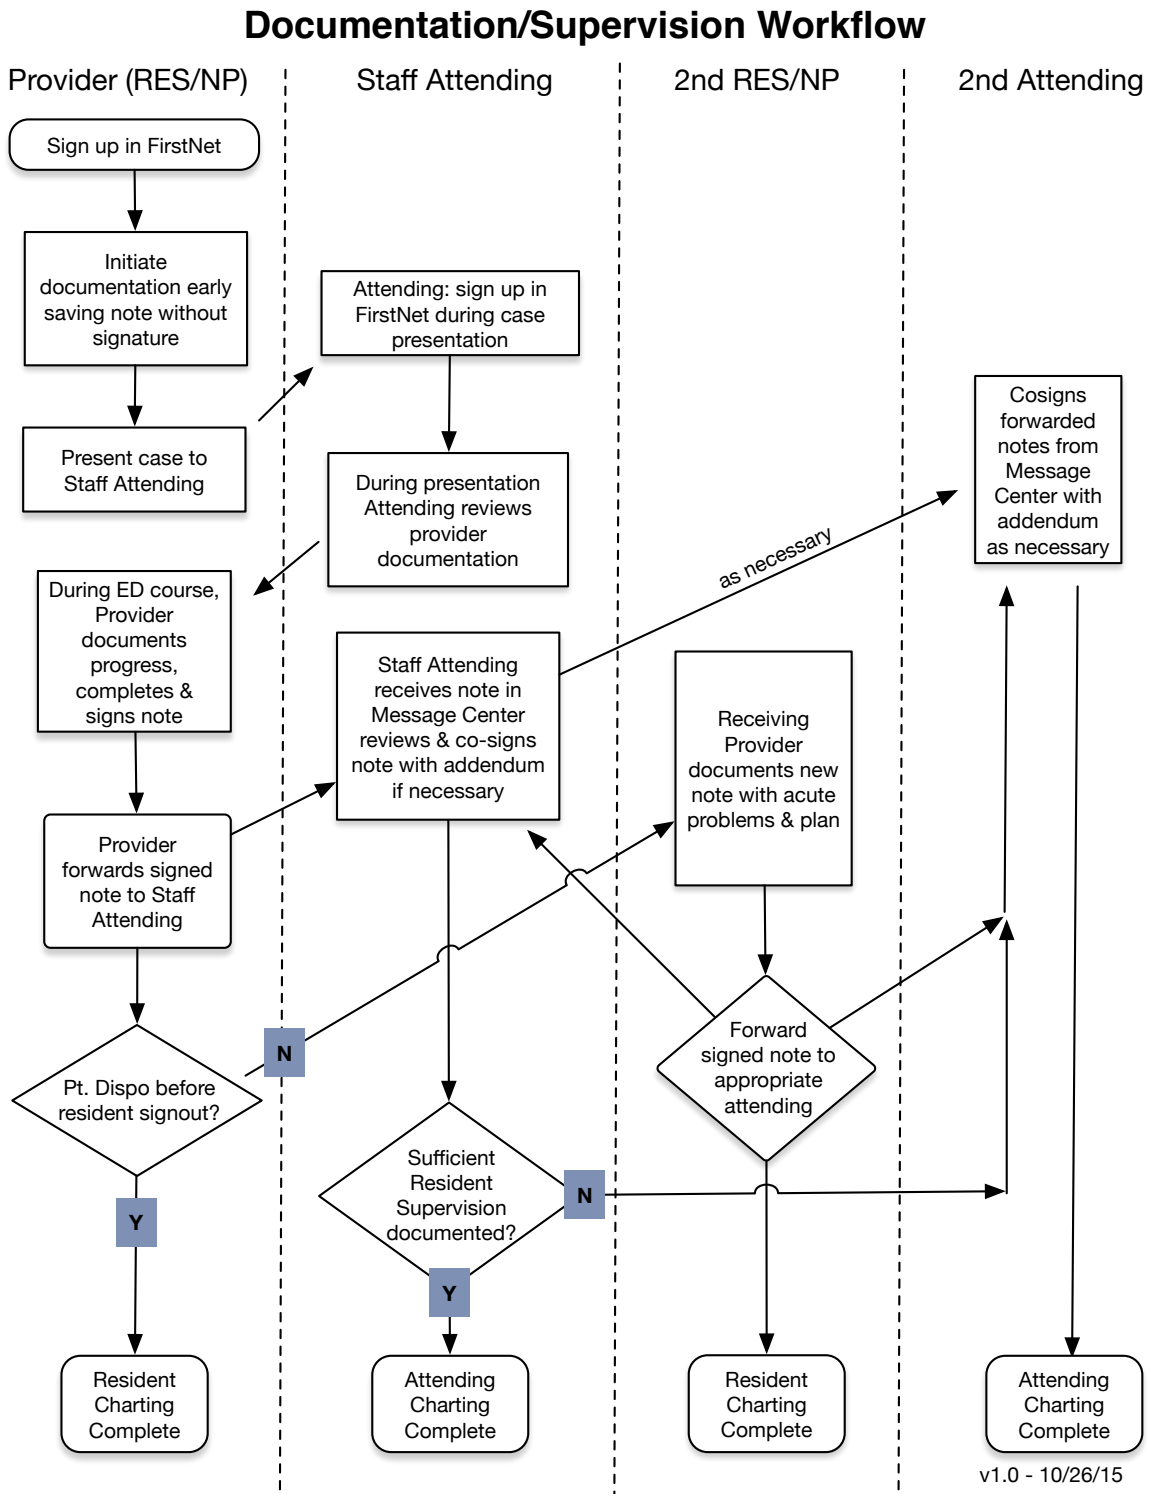 Documentation/Supervision Workflow
Provider (RES/NP)
Staff Attending
2nd RES/NP
2nd Attending
Sign up in FirstNet
Initiate
documentation early
saving note without
signature
Present case to
Staff Attending
Attending: sign up in
FirstNet during case
presentation
During presentation
Attending reviews
provider
documentation
During ED course,
Provider
documents
progress,
completes &
signs note
Provider
forwards signed
note to Staff
Attending
Staff Attending
receives note in
Message Center
reviews & co-signs
note with addendum
if necessary
as necessary
Cosigns
forwarded
notes from
Message
Center with
addendum
as necessary
Receiving
Provider
documents new
note with acute
problems & plan
Pt. Dispo before
resident signout?
N
Y
Sufficient
Resident
Supervision
documented?
N
Y
Forward
signed note to
appropriate
attending
Resident
Charting
Complete
Attending
Charting
Complete
Resident
Charting
Complete
Attending
Charting
Complete
v1.0 - 10/26/15